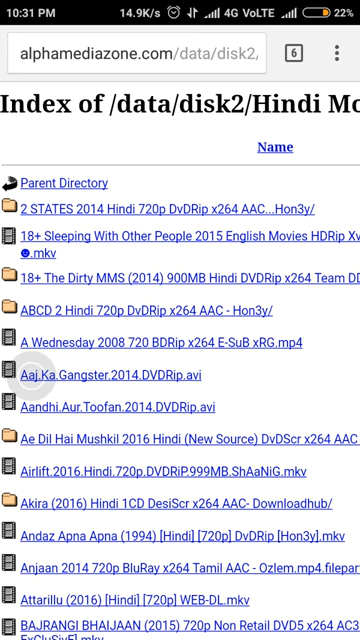 10:31 PM 14.9K/s 4G VoLTE 22%
alphamediazone.com/data/disk2/ 6
Index of /data/disk2/Hindi Mo
Name
Parent Directory
2 STATES 2014 Hindi 720p DvDRip x264 AAC...Hon3y/
18+ Sleeping With Other People 2015 English Movies HDRip Xv
☻.mkv
18+ The Dirty MMS (2014) 900MB Hindi DVDRip x264 Team DD
ABCD 2 Hindi 720p DvDRip x264 AAC - Hon3y/
A Wednesday 2008 720 BDRip x264 E-SuB xRG.mp4
Aaj.Ka.Gangster.2014.DVDRip.avi
Aandhi.Aur.Toofan.2014.DVDRip.avi
Ae Dil Hai Mushkil 2016 Hindi (New Source) DvDScr x264 AAC
Airlift.2016.Hindi.720p.DVDRiP.999MB.ShAaNiG.mkv
Akira (2016) Hindi 1CD DesiScr x264 AAC- Downloadhub/
Andaz Apna Apna (1994) [Hindi] [720p] DvDRip [Hon3y].mkv
Anjaan 2014 720p BluRay x264 Tamil AAC - Ozlem.mp4.filepar
Attarillu (2016) [Hindi] [720p] WEB-DL.mkv
BAJRANGI BHAIJAAN (2015) 720p Non Retail DVD5 x264 AC3
ExCluSivE].mkv